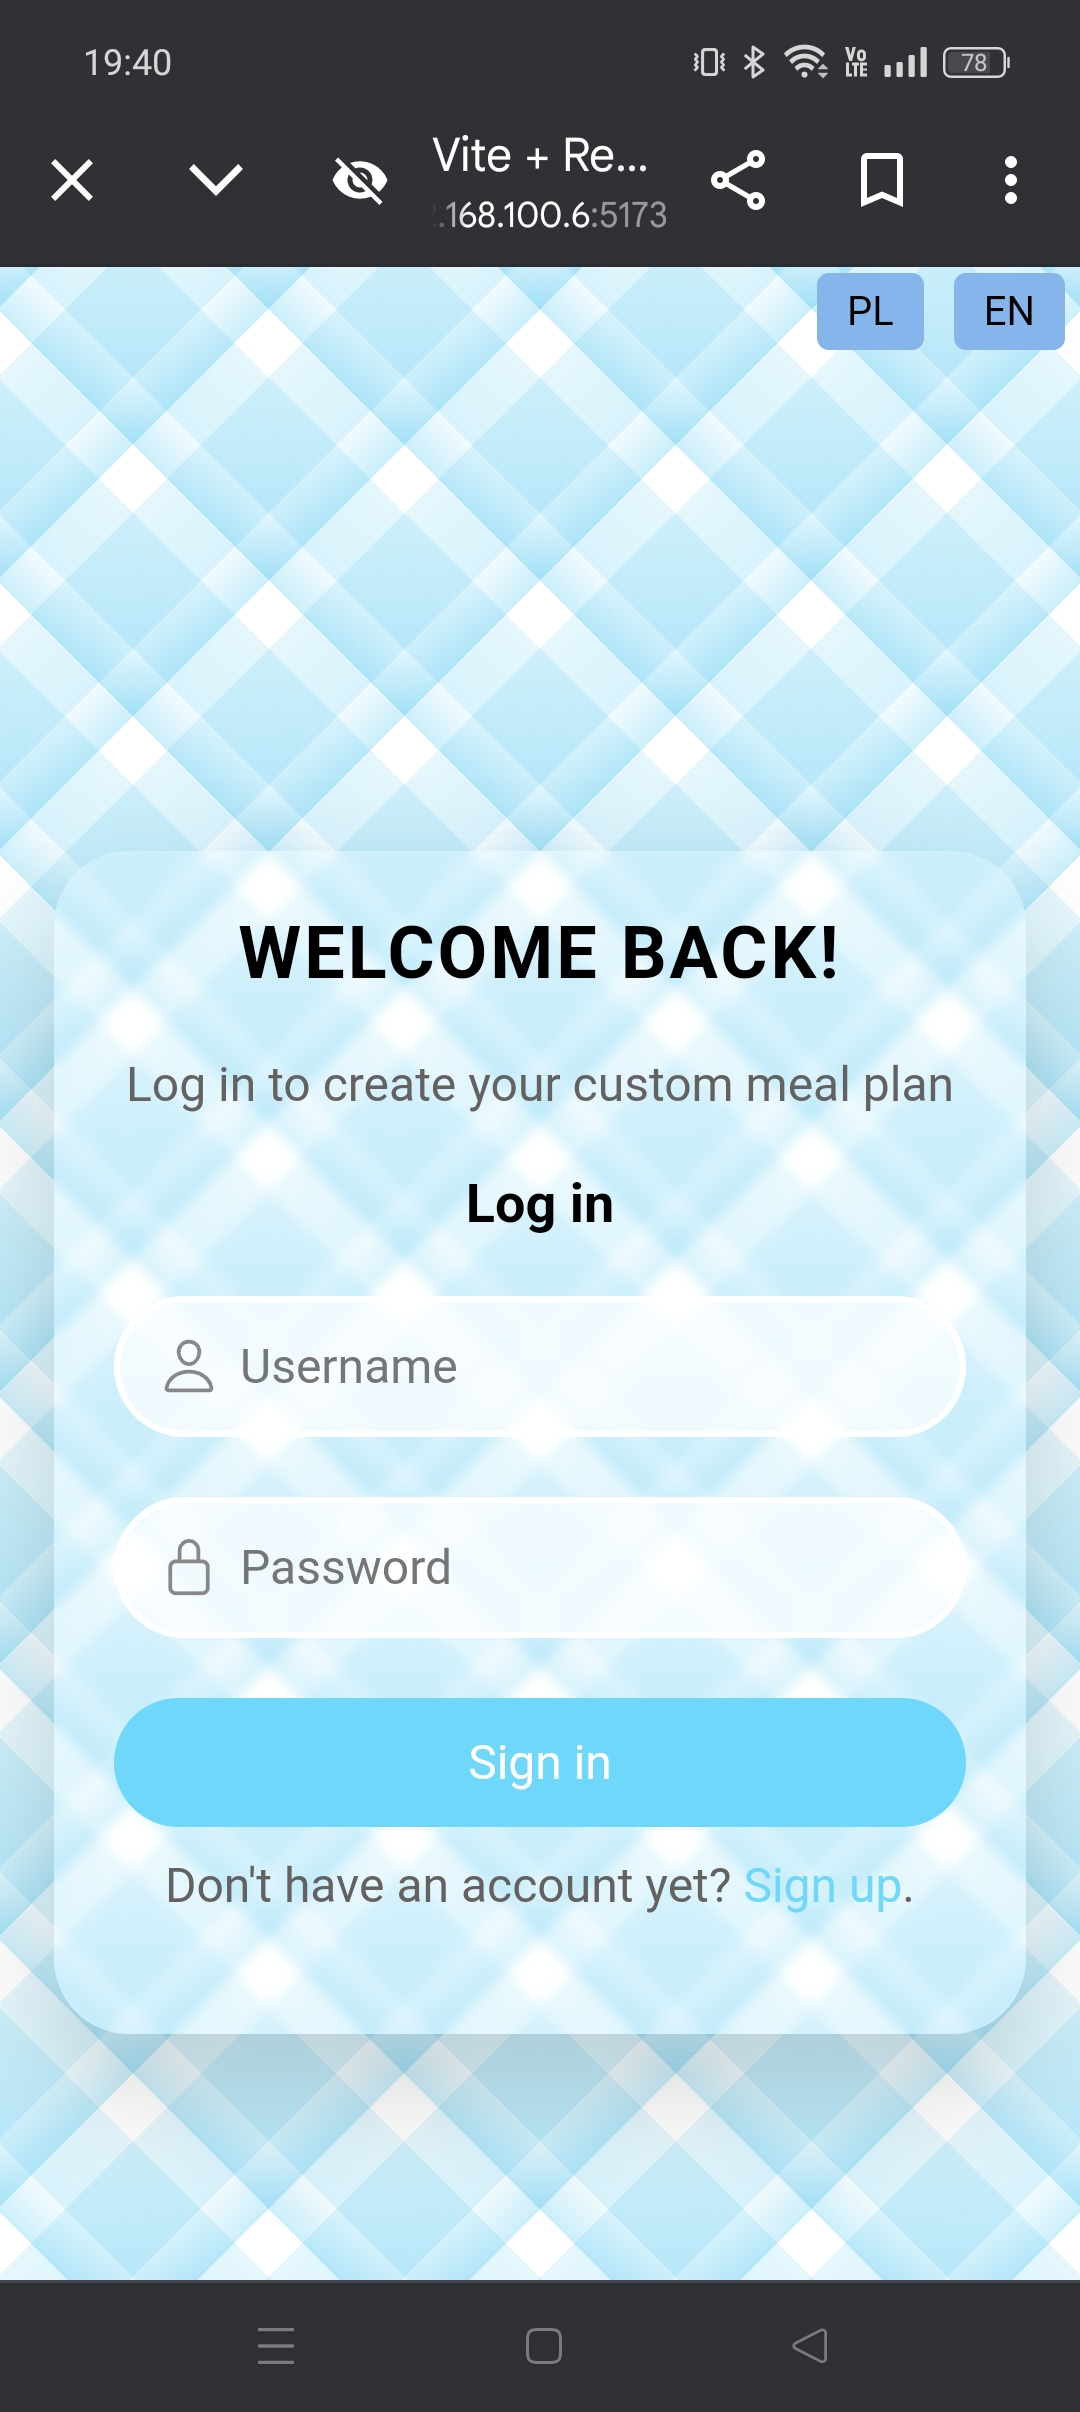 19:40
Vo
LTE
78
Vite + Re...
.168.100.6:5173
PL
EN
WELCOME BACK!
Log in to create your custom meal plan
Log in
Username
Password
Sign in
Don't have an account yet? Sign up.